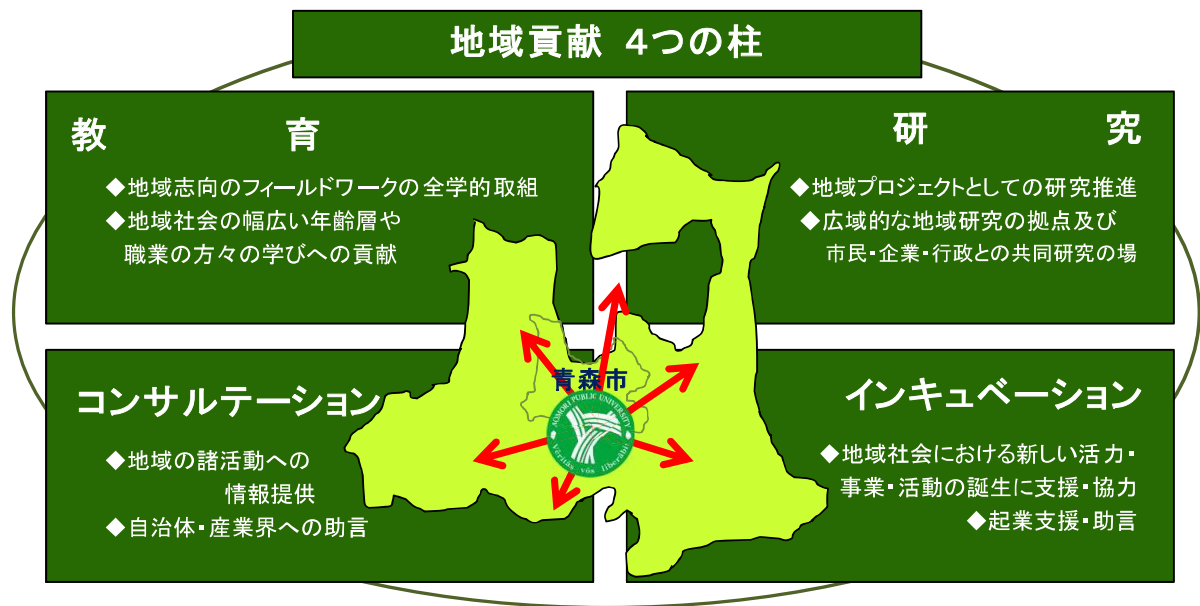 地域貢献 4つの柱
教 育
◆地域志向のフィールドワークの全学的取組
◆地域社会の幅広い年齢層や
職業の方々の学びへの貢献
研 究
◆地域プロジェクトとしての研究推進
◆広域的な地域研究の拠点及び
市民・企業・行政との共同研究の場
青森市
AOMORI PUBLIC UNIVERSITY
Vēritās vōs līberābit
コンサルテーション
◆地域の諸活動への
情報提供
◆自治体・産業界への助言
インキュベーション
◆地域社会における新しい活力・
事業・活動の誕生に支援・協力
◆起業支援・助言